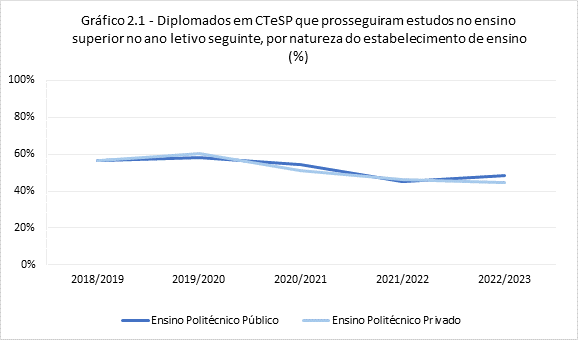 Gráfico 2.1 - Diplomados em CTeSP que prosseguiram estudos no ensino
superior no ano letivo seguinte, por natureza do estabelecimento de ensino
(%)
100%
80%
60%
40%
20%
0%
2018/2019 2019/2020 2020/2021 2021/2022 2022/2023
Ensino Politécnico Público Ensino Politécnico Privado